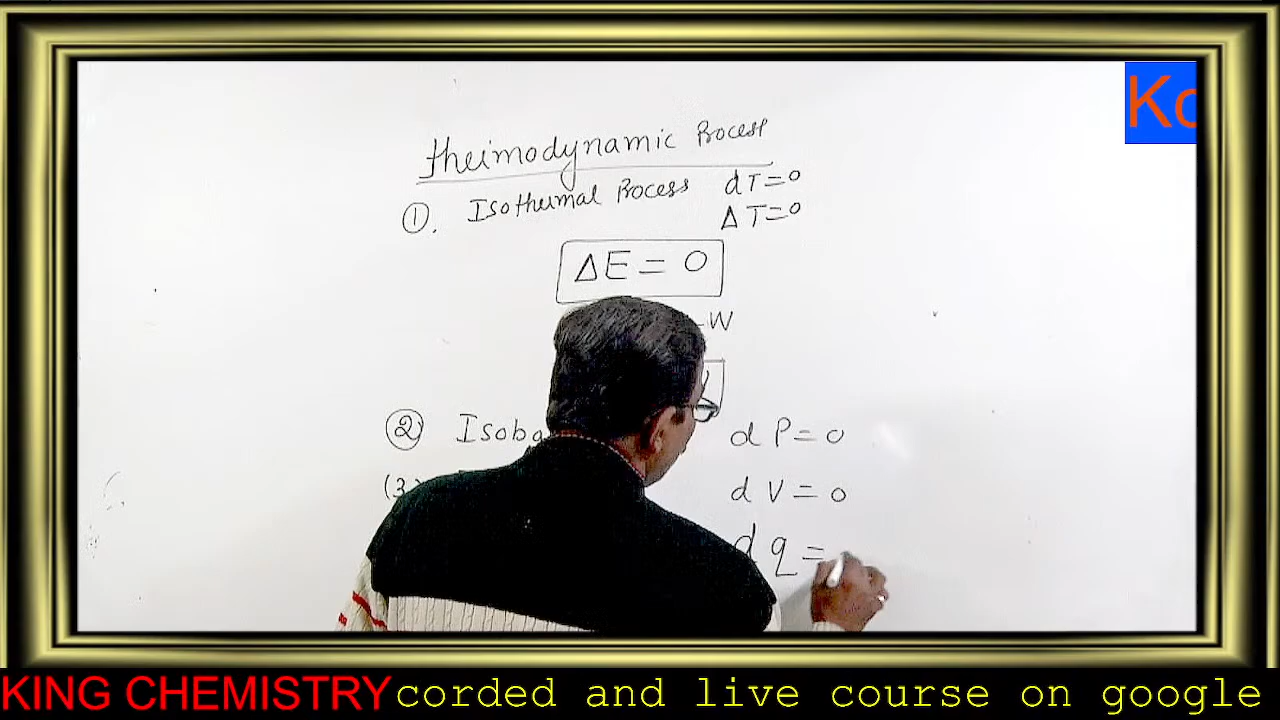 Kc
Theimodynamic Process
①. Isothermal Process dT=0
ΔT=0
ΔE = 0
-W
② Isoba dP=0
(3 dV=0
dq=
KING CHEMISTRY corded and live course on google